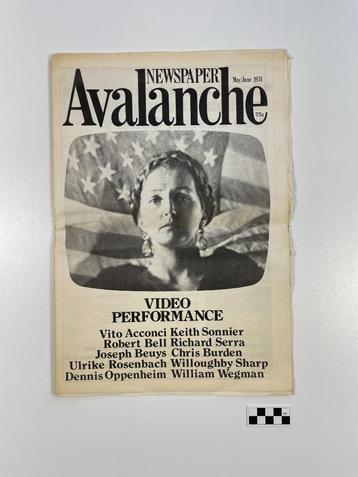 NEWSPAPER
May/June 1974
Avalanche
75c
VIDEO
PERFORMANCE
Vito Acconci Keith Sonnier
Robert Bell Richard Serra
Joseph Beuys Chris Burden
Ulrike Rosenbach Willoughby Sharp
Dennis Oppenheim William Wegman